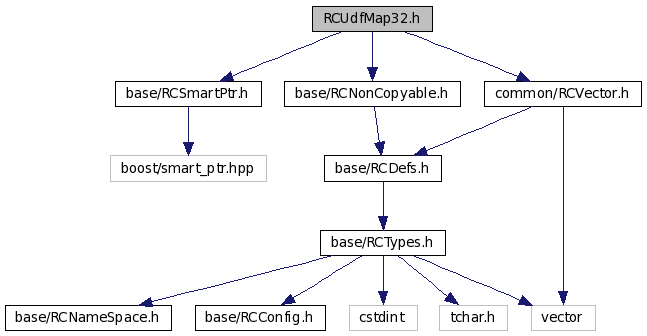 RCUdfMap32.h
base/RCSmartPtr.h
base/RCNonCopyable.h
common/RCVector.h
boost/smart_ptr.hpp
base/RCDefs.h
base/RCTypes.h
base/RCNameSpace.h
base/RCConfig.h
cstdint
tchar.h
vector